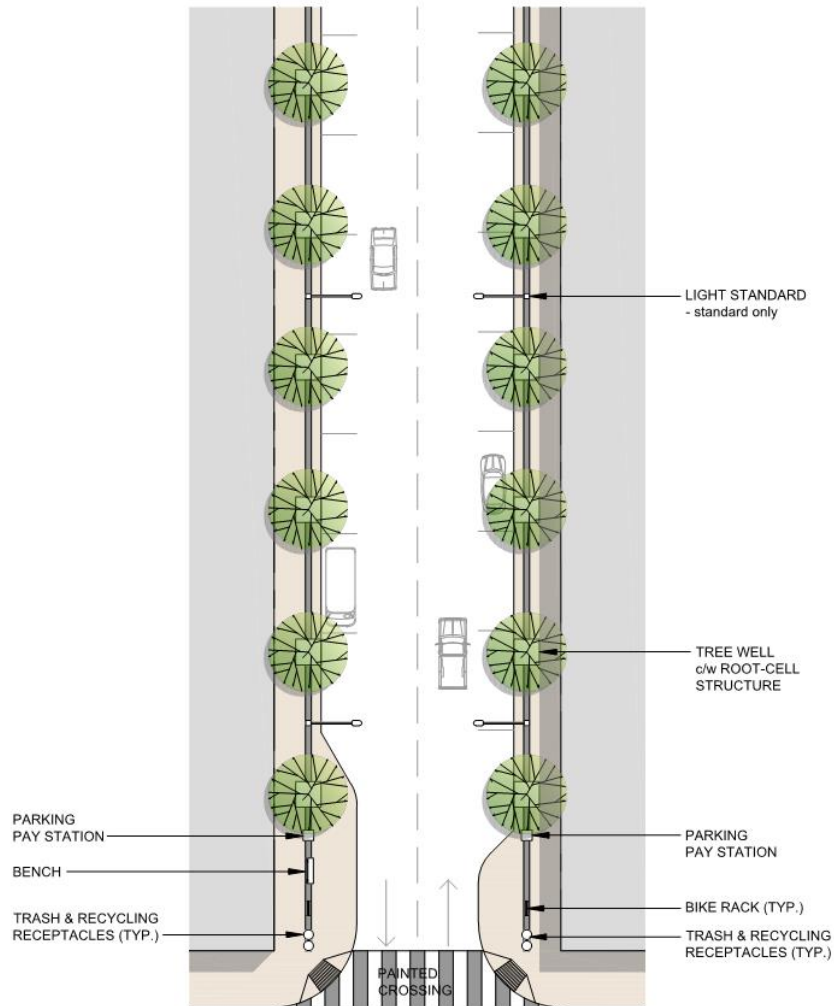 LIGHT STANDARD
- standard only
TREE WELL
c/w ROOT-CELL
STRUCTURE
PARKING
PAY STATION
BENCH
TRASH & RECYCLING
RECEPTACLES (TYP.)
PARKING
PAY STATION
BIKE RACK (TYP.)
TRASH & RECYCLING
RECEPTACLES (TYP.)
PAINTED
CROSSING